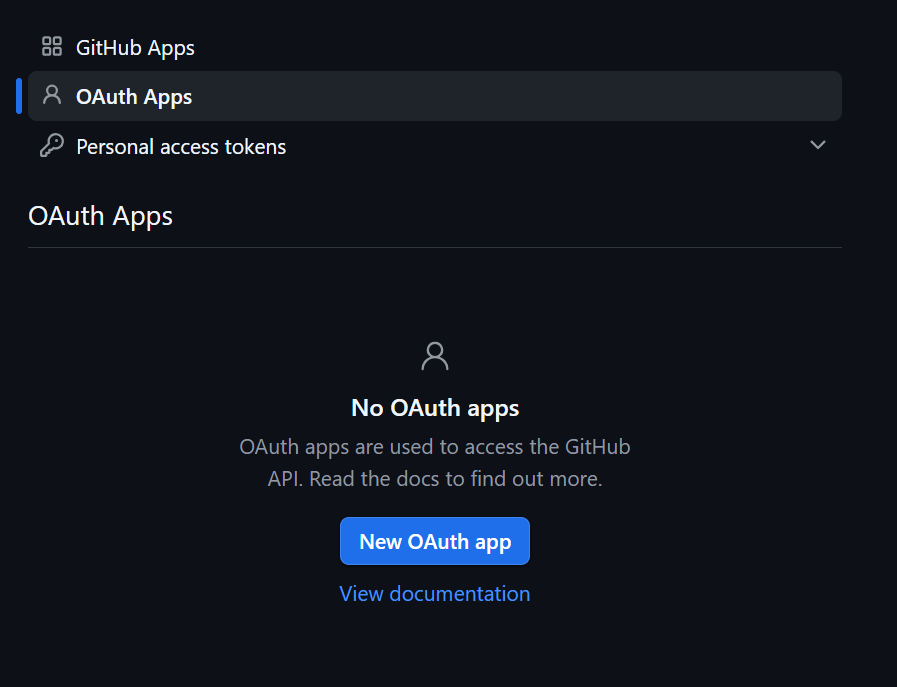 GitHub Apps
OAuth Apps
Personal access tokens
OAuth Apps
No OAuth apps
OAuth apps are used to access the GitHub
API. Read the docs to find out more.
New OAuth app
View documentation